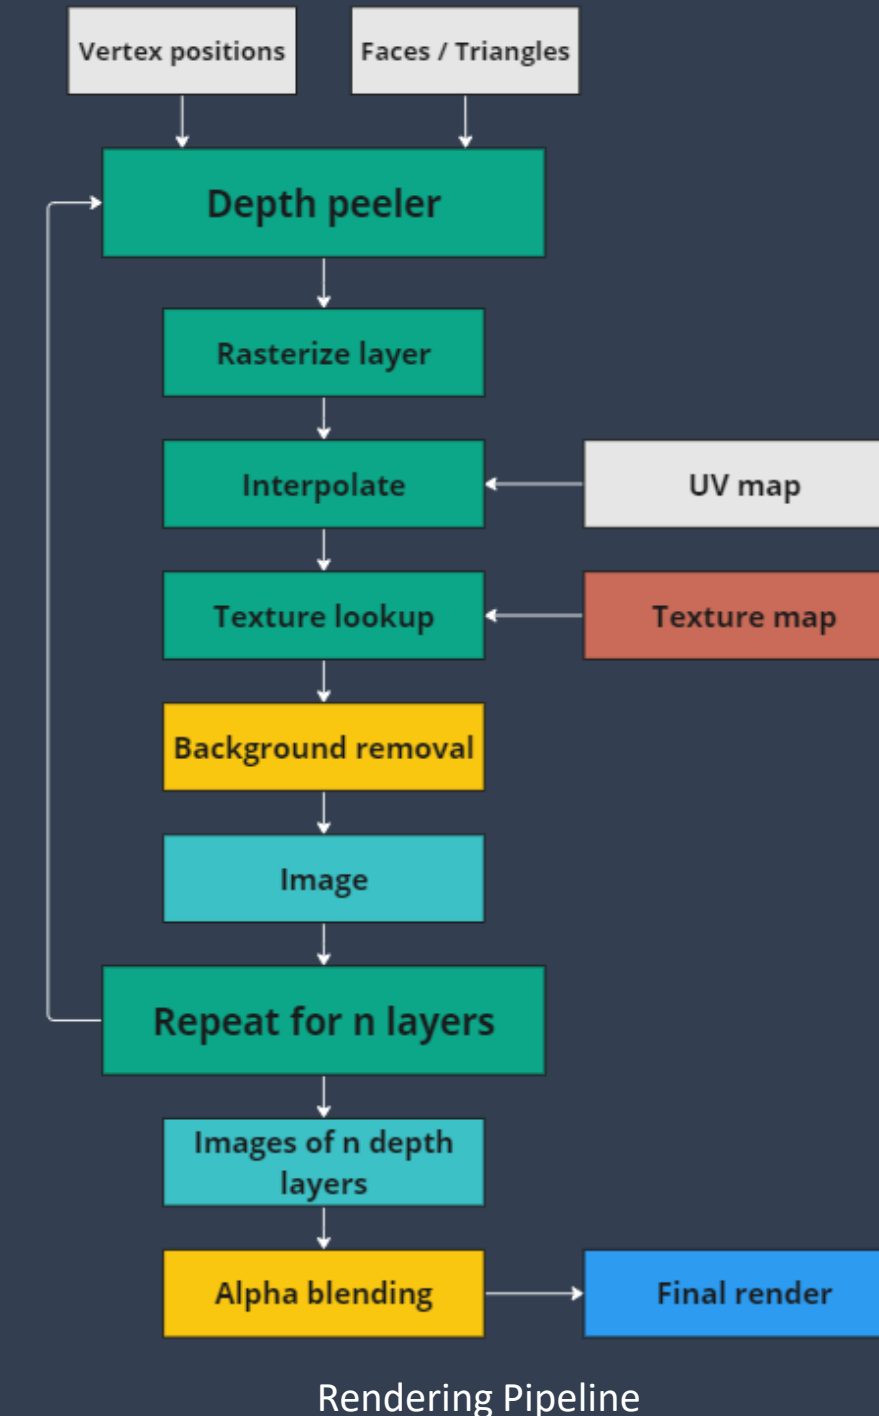 Vertex positions
Faces / Triangles
Depth peeler
Rasterize layer
Interpolate
UV map
Texture lookup
Texture map
Background removal
Image
Repeat for n layers
Images of n depth
layers
Alpha blending
Final render
Rendering Pipeline